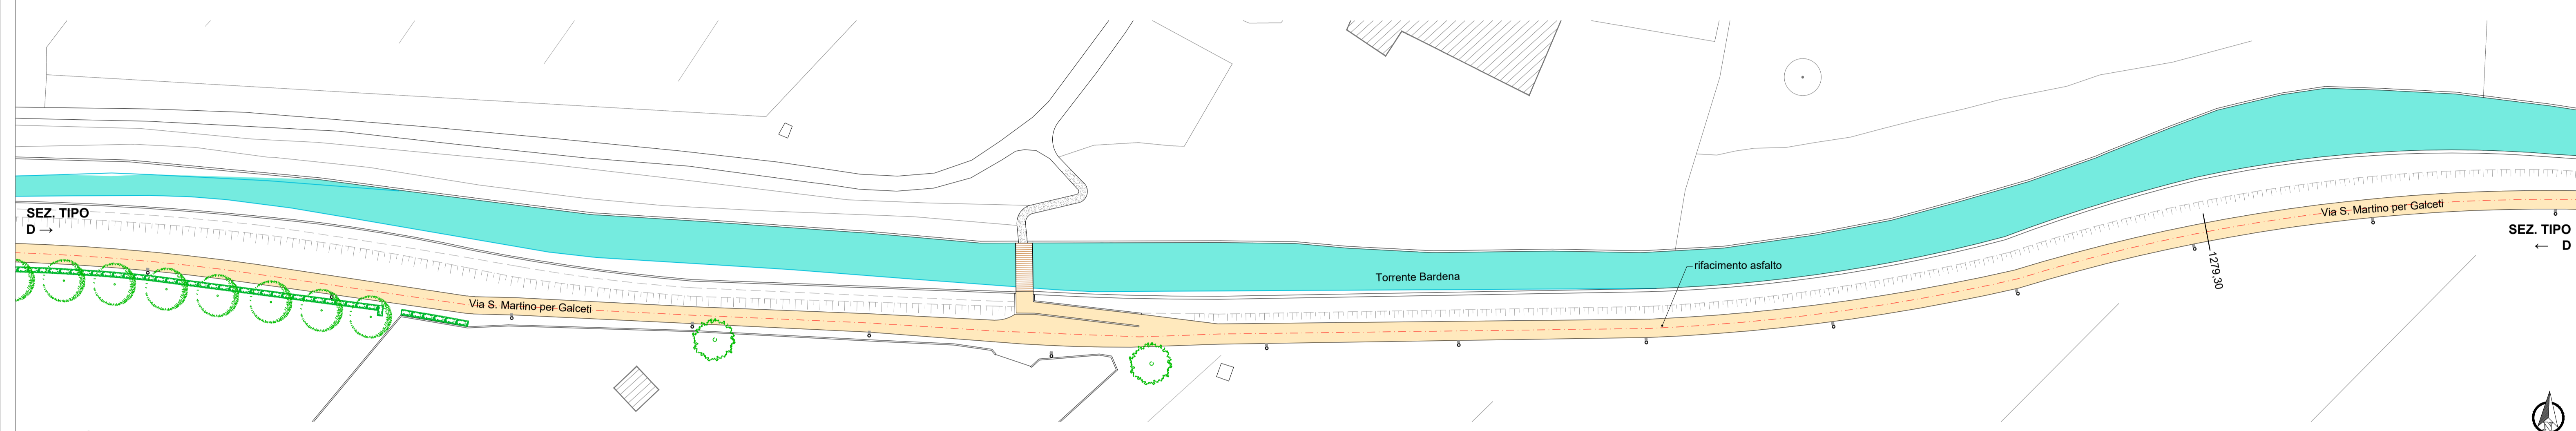 SEZ. TIPO
D →
Via S. Martino per Galceti
Torrente Bardena
rifacimento asfalto
1279.30
Via S. Martino per Galceti
SEZ. TIPO
← D
N